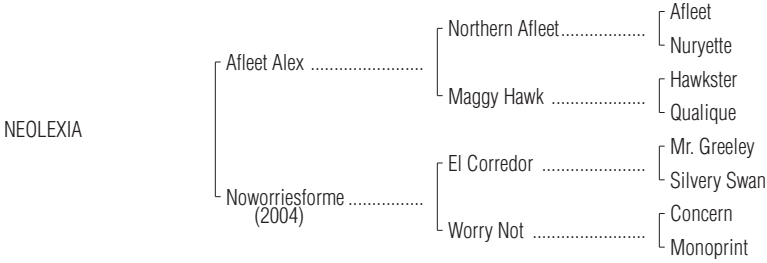 Afleet
Northern Afleet....................
Nuryette
Afleet Alex ........................
Hawkster
Maggy Hawk ......................
Qualique
NEOLEXIA
Mr. Greeley
El Corredor ........................
Silvery Swan
Noworriesforme ................
(2004)
Concern
Worry Not ..........................
Monoprint